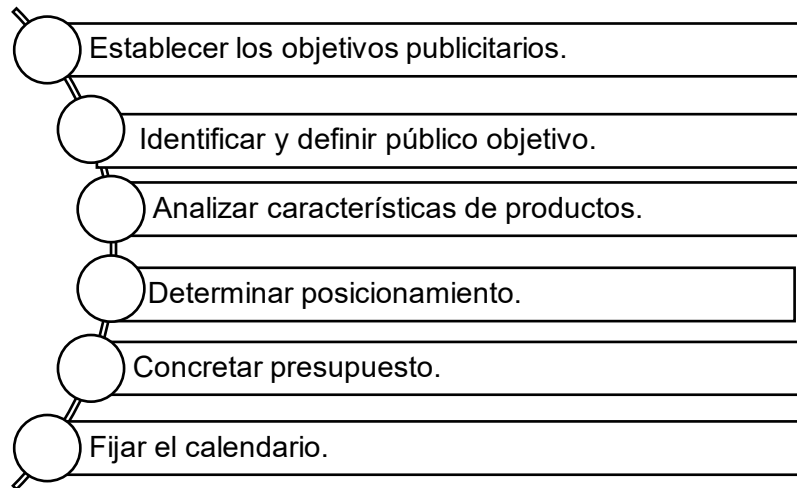 Establecer los objetivos publicitarios.
Identificar y definir público objetivo.
Analizar características de productos.
Determinar posicionamiento.
Concretar presupuesto.
Fijar el calendario.